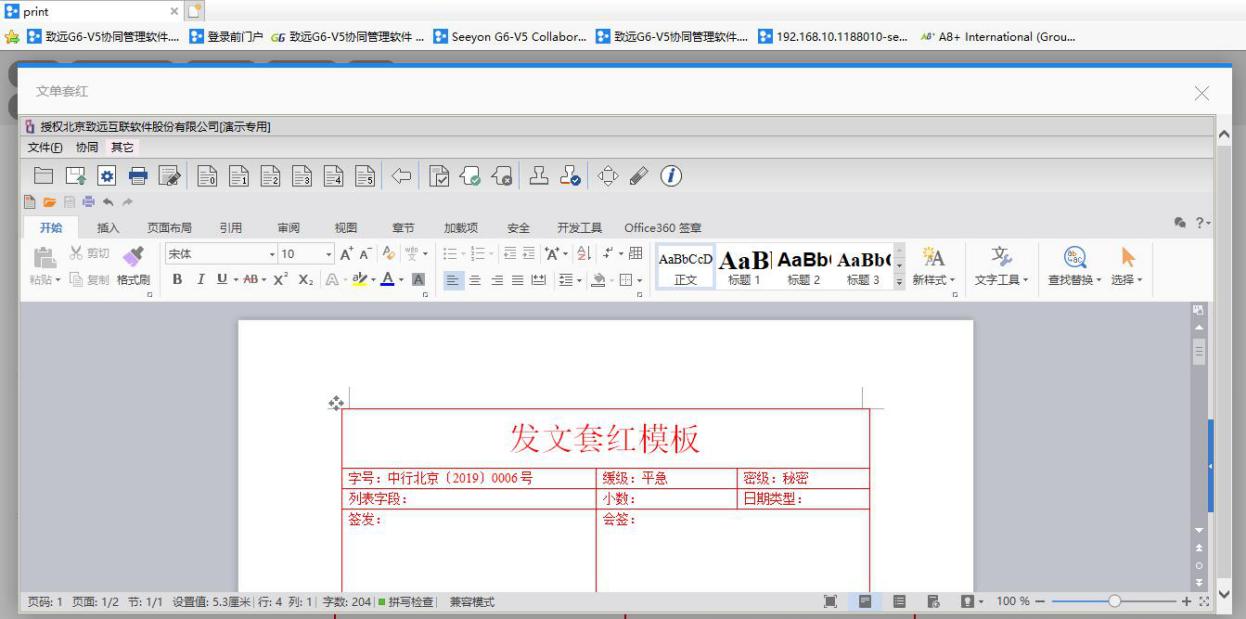 print
致远G6-V5协同管理软件.... 登录前门户 G6 致远G6-V5协同管理软件 ... Seeyon G6-V5 Collabor... 致远G6-V5协同管理软件.... 192.168.10.1188010-se... A8+ A8+ International (Grou...
文单套红
授权北京致远互联软件股份有限公司[演示专用]
文件(F) 协同 其它
0 1 2 3 4 5
开始 插入 页面布局 引用 审阅 视图 章节 加载项 安全 开发工具 Office360 签章
粘贴 剪切 复制 格式刷
宋体 10
B I U AB X² X₂ A ab A A
AaBbCcD AaB AaBb AaBb(
正文 标题 1 标题 2 标题 3 新样式 文字工具 查找替换 选择
发文套红模板
字号：中行北京〔2019〕0006号 缓级：平急 密级：秘密
列表字段： 小数： 日期类型：
签发： 会签：
页码: 1 页面: 1/2 节: 1/1 设置值: 5.3厘米 行: 4 列: 1 字数: 204 拼写检查 兼容模式 100 %